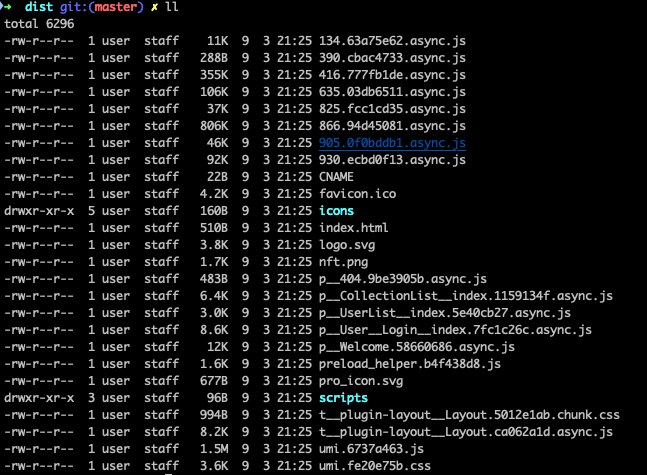 ➜  dist git:(master) ✗ ll
total 6296
-rw-r--r--  1 user  staff    11K  9  3 21:25 134.63a75e62.async.js
-rw-r--r--  1 user  staff   288B  9  3 21:25 390.cbac4733.async.js
-rw-r--r--  1 user  staff   355K  9  3 21:25 416.777fb1de.async.js
-rw-r--r--  1 user  staff   106K  9  3 21:25 635.03db6511.async.js
-rw-r--r--  1 user  staff    37K  9  3 21:25 825.fcc1cd35.async.js
-rw-r--r--  1 user  staff   806K  9  3 21:25 866.94d45081.async.js
-rw-r--r--  1 user  staff    46K  9  3 21:25 905.0f0bddb1.async.js
-rw-r--r--  1 user  staff    92K  9  3 21:25 930.ecbd0f13.async.js
-rw-r--r--  1 user  staff    22B  9  3 21:25 CNAME
-rw-r--r--  1 user  staff   4.2K  9  3 21:25 favicon.ico
drwxr-xr-x  5 user  staff   160B  9  3 21:25 icons
-rw-r--r--  1 user  staff   510B  9  3 21:25 index.html
-rw-r--r--  1 user  staff   3.8K  9  3 21:25 logo.svg
-rw-r--r--  1 user  staff   1.7K  9  3 21:25 nft.png
-rw-r--r--  1 user  staff   483B  9  3 21:25 p__404.9be3905b.async.js
-rw-r--r--  1 user  staff   6.4K  9  3 21:25 p__CollectionList__index.1159134f.async.js
-rw-r--r--  1 user  staff   3.0K  9  3 21:25 p__UserList__index.5e40cb27.async.js
-rw-r--r--  1 user  staff   8.6K  9  3 21:25 p__User__Login__index.7fc1c26c.async.js
-rw-r--r--  1 user  staff    12K  9  3 21:25 p__Welcome.58660686.async.js
-rw-r--r--  1 user  staff   1.6K  9  3 21:25 preload_helper.b4f438d8.js
-rw-r--r--  1 user  staff   677B  9  3 21:25 pro_icon.svg
drwxr-xr-x  3 user  staff    96B  9  3 21:25 scripts
-rw-r--r--  1 user  staff   994B  9  3 21:25 t__plugin-layout__Layout.5012e1ab.chunk.css
-rw-r--r--  1 user  staff   8.2K  9  3 21:25 t__plugin-layout__Layout.ca062a1d.async.js
-rw-r--r--  1 user  staff   1.5M  9  3 21:25 umi.6737a463.js
-rw-r--r--  1 user  staff   3.6K  9  3 21:25 umi.fe20e75b.css